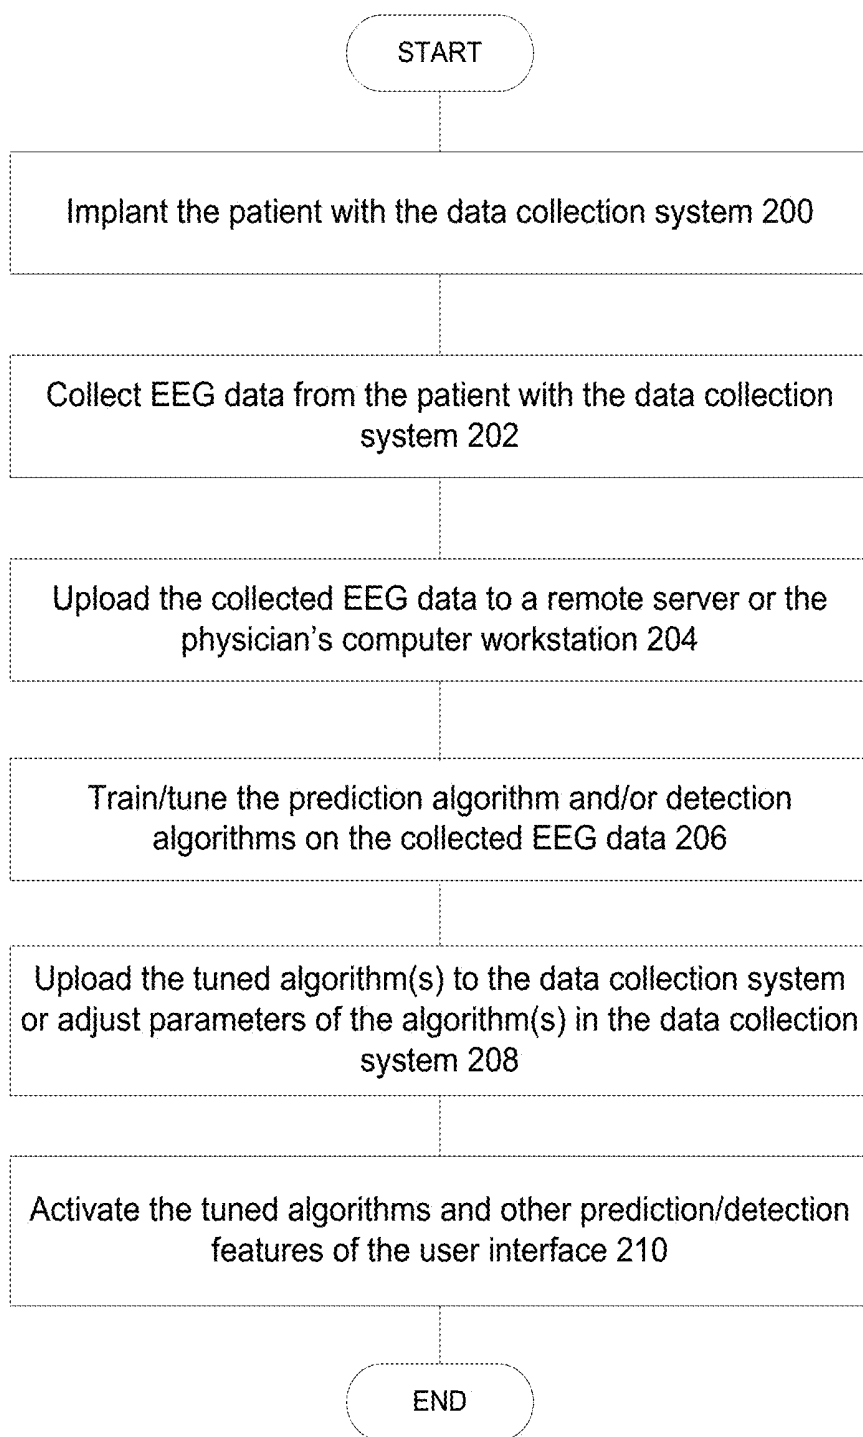 START
Implant the patient with the data collection system 200
Collect EEG data from the patient with the data collection
system 202
Upload the collected EEG data to a remote server or the
physician's computer workstation 204
Train/tune the prediction algorithm and/or detection
algorithms on the collected EEG data 206
Upload the tuned algorithm(s) to the data collection system
or adjust parameters of the algorithm(s) in the data collection
system 208
Activate the tuned algorithms and other prediction/detection
features of the user interface 210
END